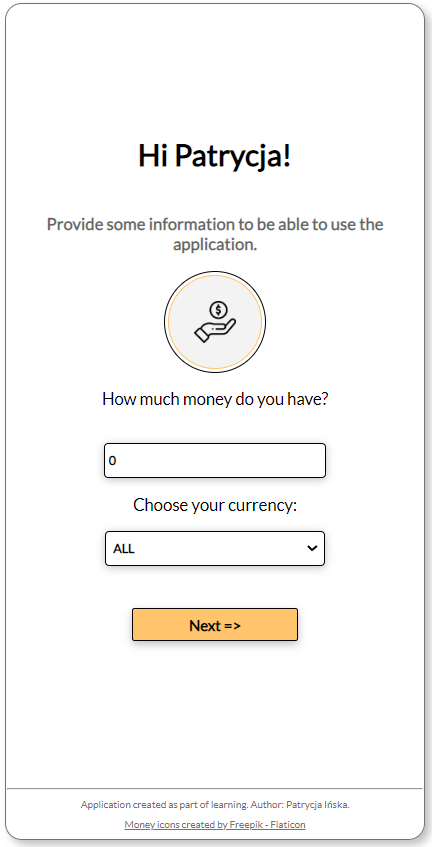 Hi Patrycja!
Provide some information to be able to use the
application.
$
How much money do you have?
0
Choose your currency:
ALL
Next =>
Application created as part of learning. Author: Patrycja Ińska.
Money icons created by Freepik - Flaticon